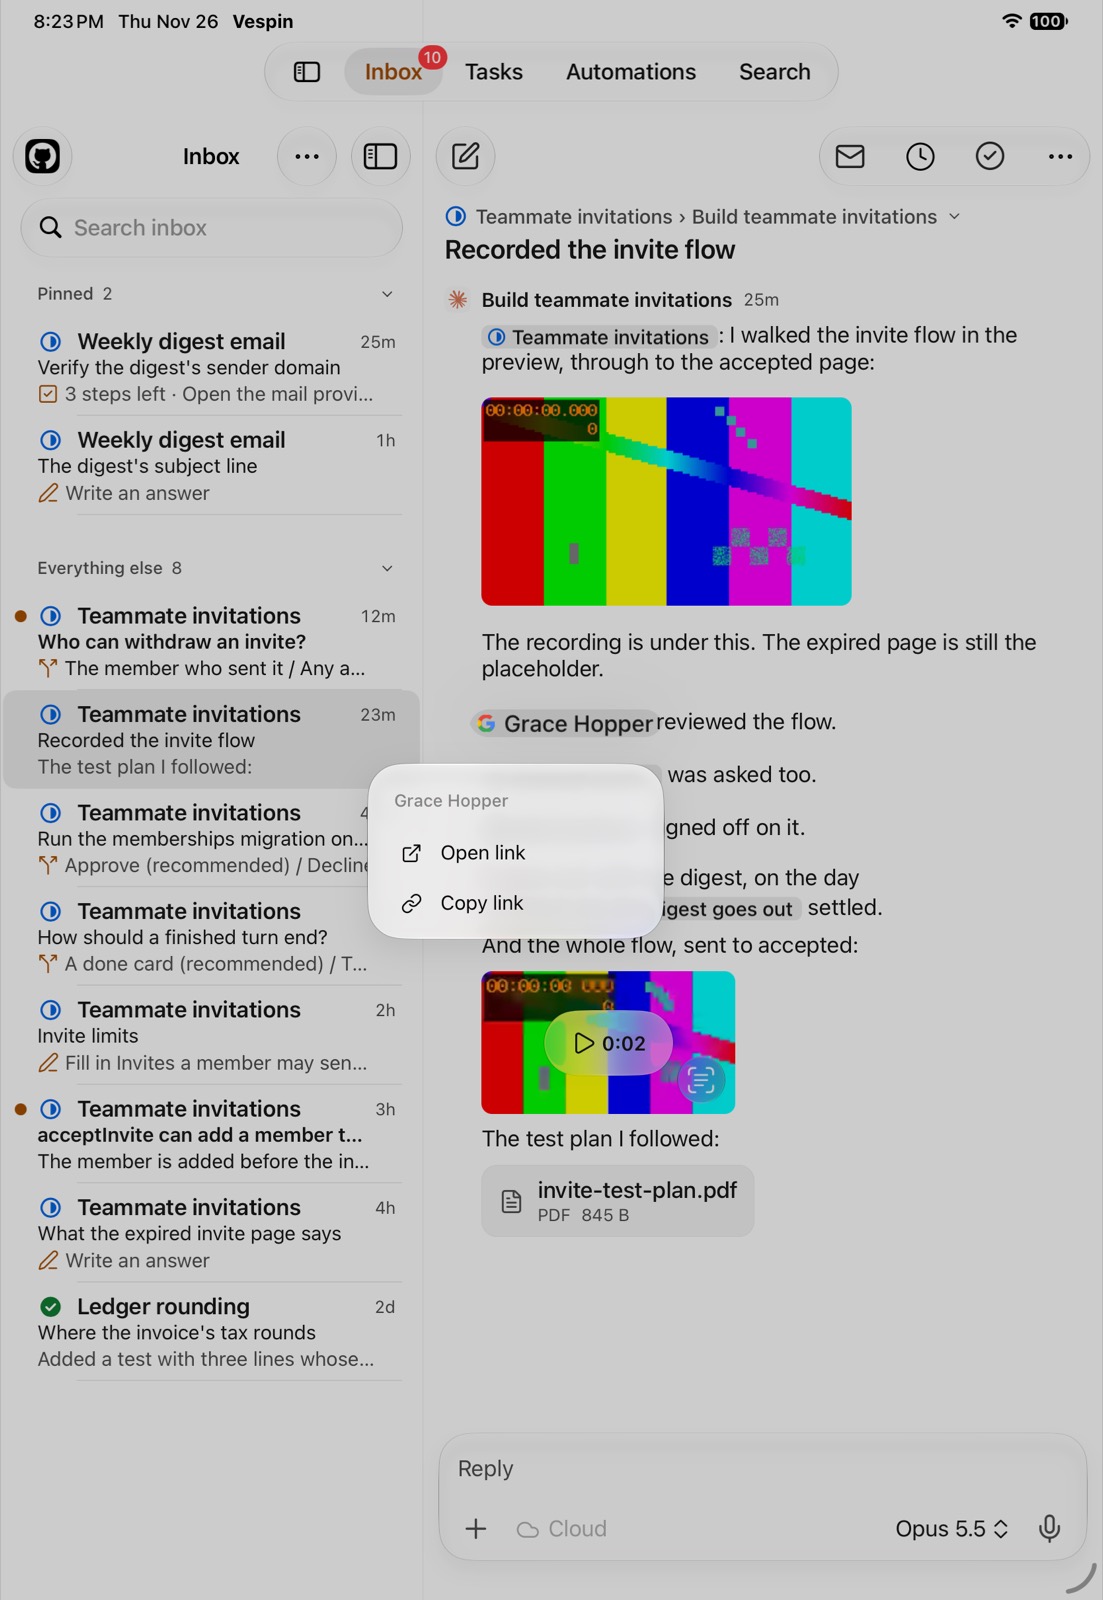 8:23 PM Thu Nov 26 Vespin
100
Inbox
10
Tasks
Automations
Search
Inbox
Search inbox
Pinned 2
Weekly digest email 25m
Verify the digest's sender domain
3 steps left · Open the mail provi...
Weekly digest email 1h
The digest's subject line
Write an answer
Everything else 8
Teammate invitations 12m
Who can withdraw an invite?
The member who sent it / Any a...
Teammate invitations 23m
Recorded the invite flow
The test plan I followed:
Teammate invitations
Run the memberships migration on...
Approve (recommended) / Decline
Teammate invitations
How should a finished turn end?
A done card (recommended) / T...
Teammate invitations 2h
Invite limits
Fill in Invites a member may sen...
Teammate invitations 3h
acceptInvite can add a member t...
The member is added before the in...
Teammate invitations 4h
What the expired invite page says
Write an answer
Ledger rounding 2d
Where the invoice's tax rounds
Added a test with three lines whose...
Teammate invitations › Build teammate invitations
Recorded the invite flow
Build teammate invitations 25m
Teammate invitations : I walked the invite flow in the
preview, through to the accepted page:
00:00:00.000
0
The recording is under this. The expired page is still the
placeholder.
Grace Hopper reviewed the flow.
was asked too.
gned off on it.
e digest, on the day
igest goes out settled.
Grace Hopper
Open link
Copy link
And the whole flow, sent to accepted:
00:00:00
0:02
The test plan I followed:
invite-test-plan.pdf
PDF 845 B
Reply
Cloud
Opus 5.5